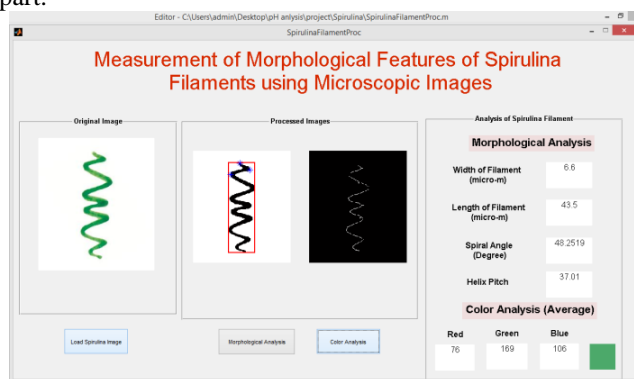 part.
Editor - C:\Users\admin\Desktop\pH anlysis\project\Spirulina\SpirulinaFilamentProc.m
SpirulinaFilamentProc
Measurement of Morphological Features of Spirulina
Filaments using Microscopic Images
Original Image
Processed Images
Analysis of Spirulina Filament
Morphological Analysis
Width of Filament
(micro-m)
6.6
Length of Filament
(micro-m)
43.5
Spiral Angle
(Degree)
48.2519
Helix Pitch
37.01
Color Analysis (Average)
Red Green Blue
76 169 106
Load Spirulina Image
Morphological Analysis
Color Analysis